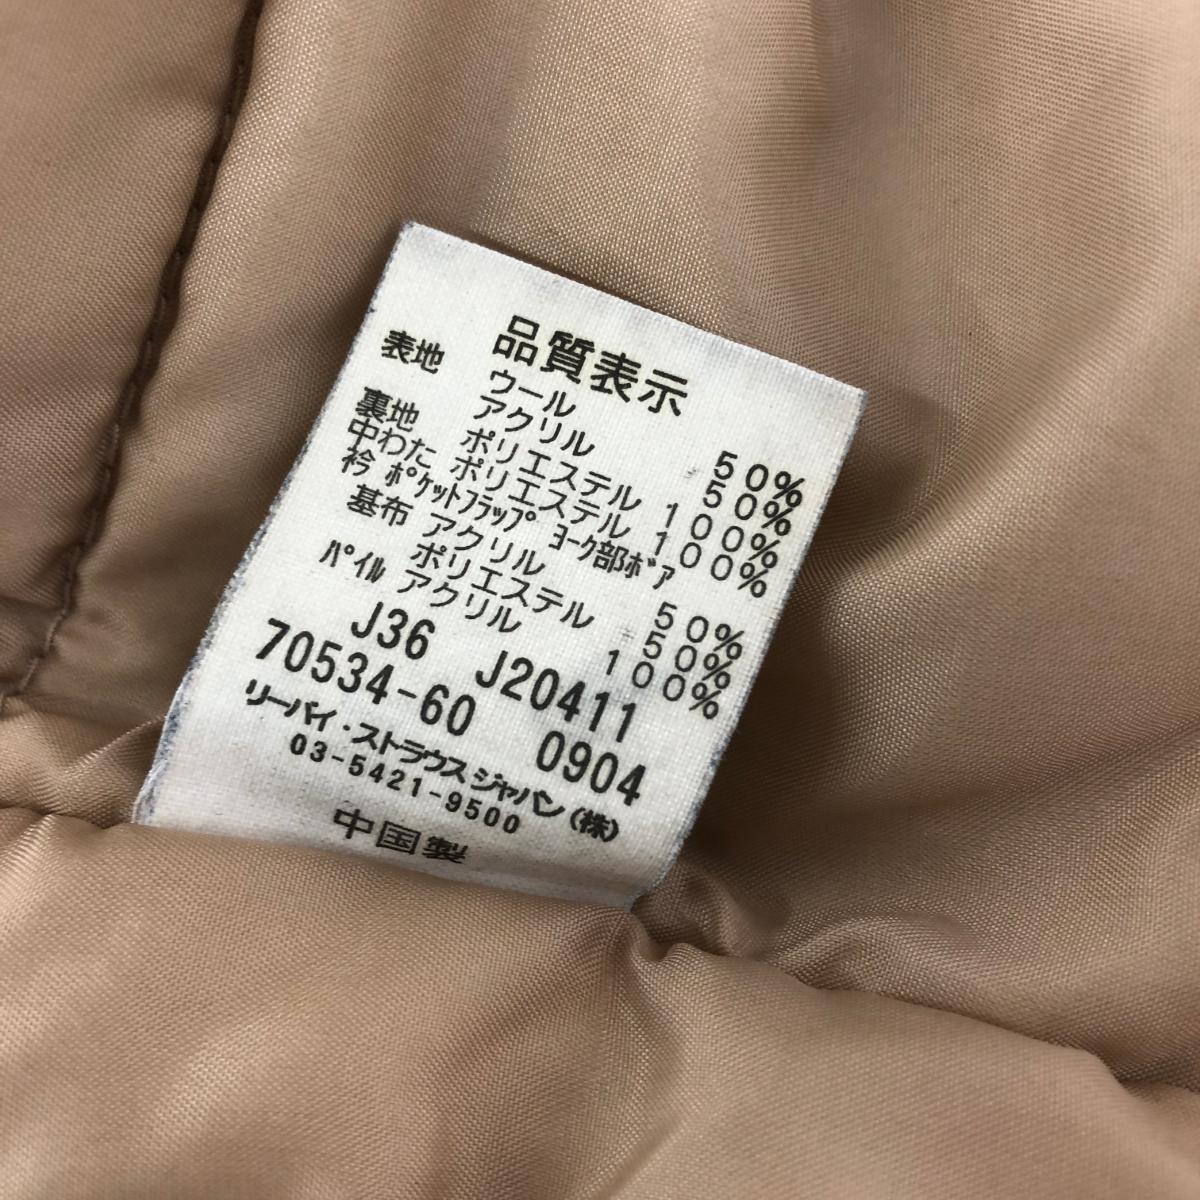 品質表示
表地 ウール 50%
アクリル 50%
裏地 ポリエステル 100%
中わた ポリエステル 100%
衿 ﾎﾟｹｯﾄﾌﾗｯﾌﾟ ﾖｰｸ部ﾎﾞｱ
基布 アクリル 50%
ポリエステル 50%
ﾊﾟｲﾙ アクリル 100%
J36 J20411
70534-60 0904
リーバイ・ストラウス ジャパン(株)
03-5421-9500
中国製